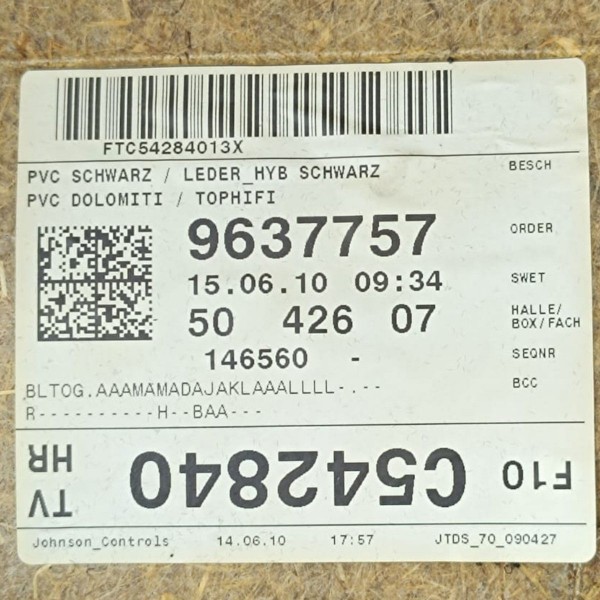 FTC54284013X
PVC SCHWARZ / LEDER_HYB SCHWARZ BESCH
PVC DOLOMITI / TOPHIFI
9637757 ORDER
15.06.10 09:34 SWET
50 426 07 HALLE/
BOX/FACH
146560 - SEQNR
BLTOG.AAAMAMADAJAKLAAALLLL-.-- BCC
R----------H--BAA---
F10 C542840 TV
HR
Johnson_Controls 14.06.10 17:57 JTDS_70_090427